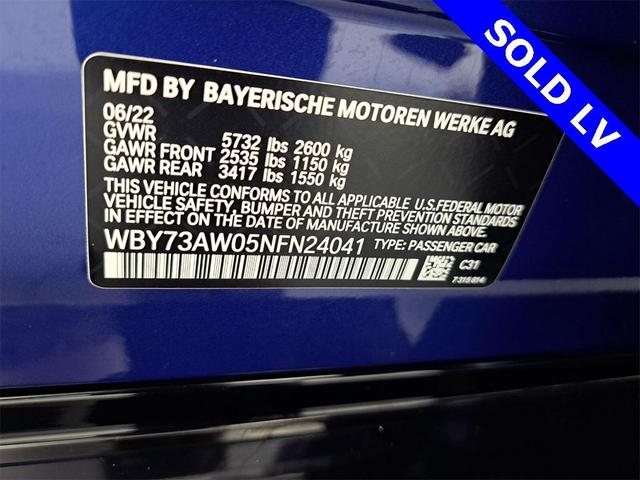 SOLD LV
MFD BY BAYERISCHE MOTOREN WERKE AG
06/22
GVWR 5732 lbs 2600 kg
GAWR FRONT 2535 lbs 1150 kg
GAWR REAR 3417 lbs 1550 kg
THIS VEHICLE CONFORMS TO ALL APPLICABLE U.S.FEDERAL MOTOR
VEHICLE SAFETY, BUMPER AND THEFT PREVENTION STANDARDS
IN EFFECT ON THE DATE OF MANUFACTURE SHOWN ABOVE.
WBY73AW05NFN24041 TYPE: PASSENGER CAR
C31